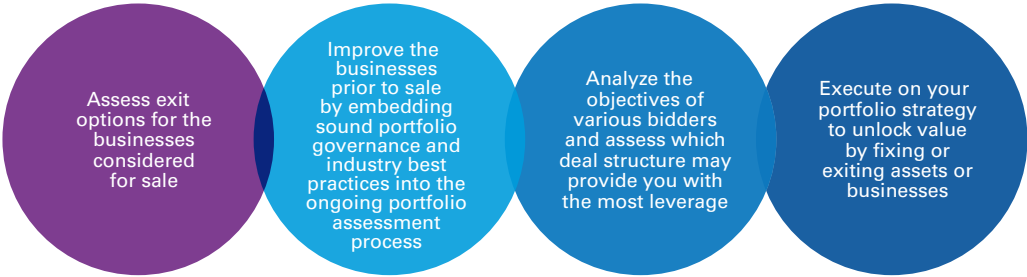 Assess exit
options for the
businesses
considered
for sale
Improve the
businesses
prior to sale
by embedding
sound portfolio
governance and
industry best
practices into the
ongoing portfolio
assessment
process
Analyze the
objectives of
various bidders
and assess which
deal structure may
provide you with
the most leverage
Execute on your
portfolio strategy
to unlock value
by fixing or
exiting assets or
businesses